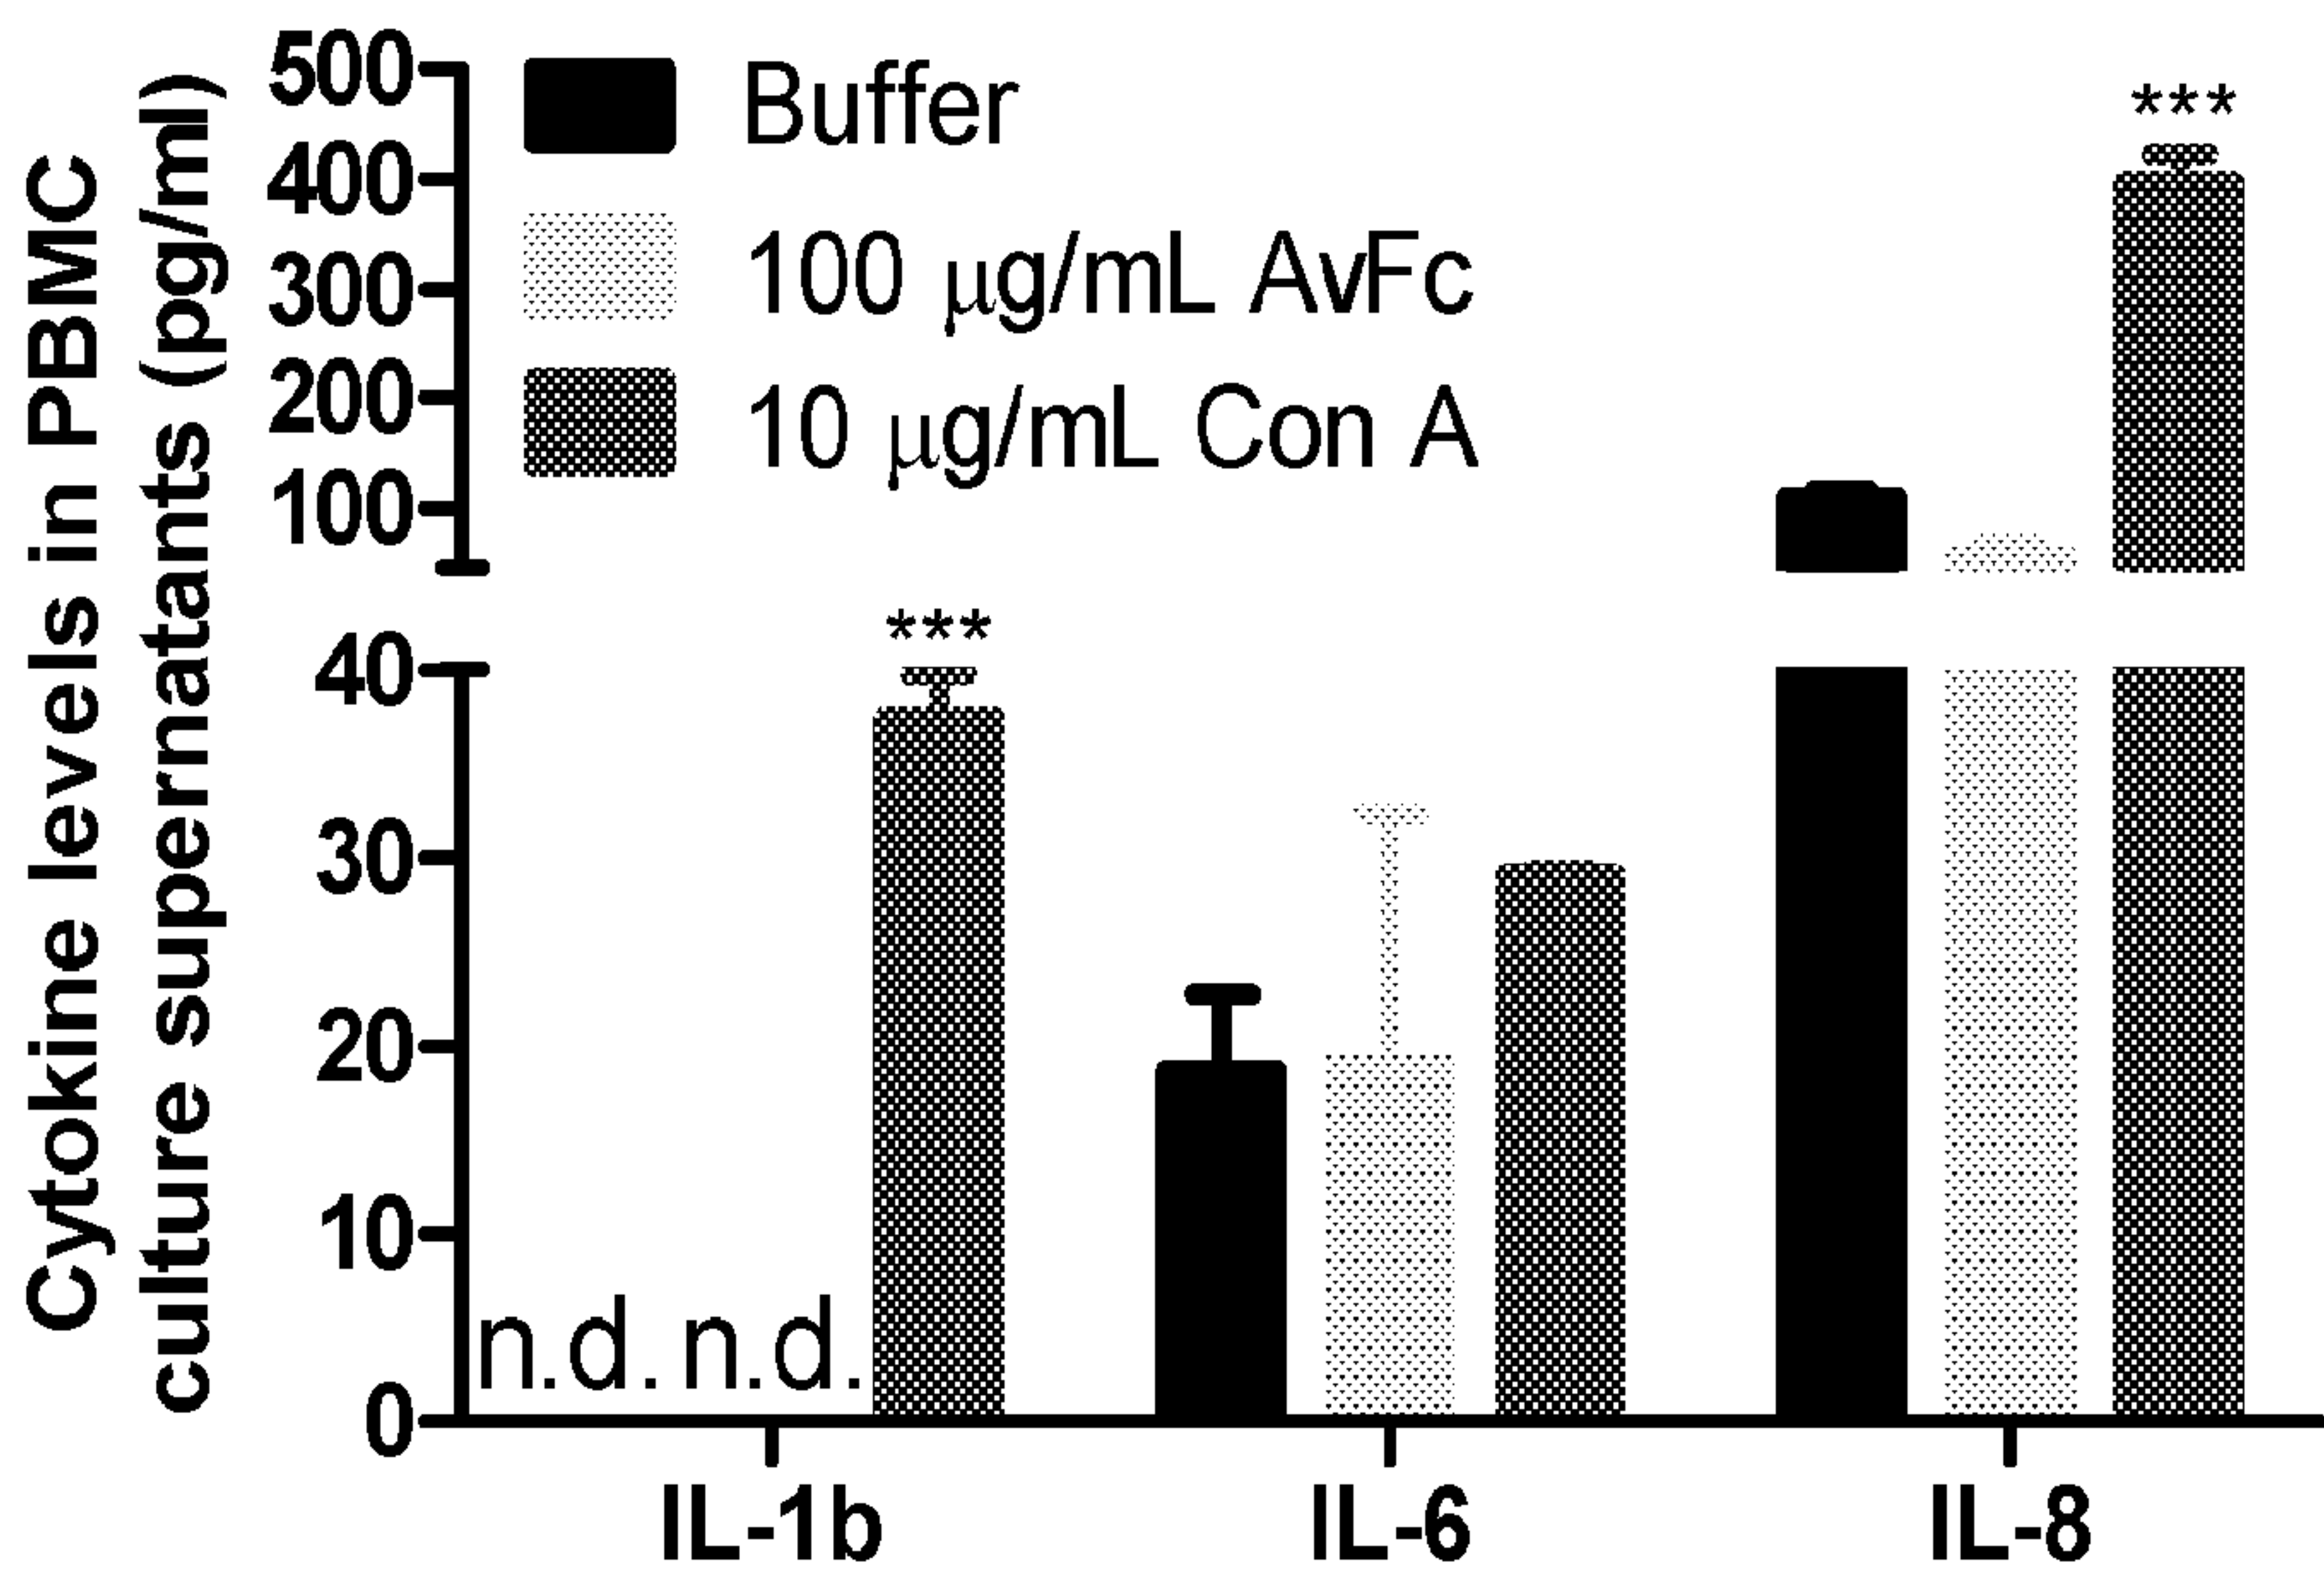 Cytokine levels in PBMC
culture supernatants (pg/ml)
500
400
300
200
100
40
30
20
10
0
Buffer
100 μg/mL AvFc
10 μg/mL Con A
***
***
n.d. n.d.
IL-1b IL-6 IL-8